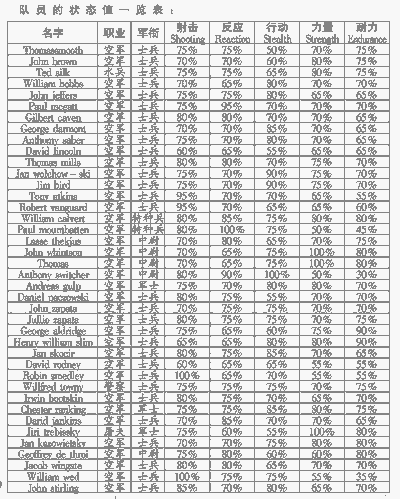 队员的状态值一览表：
名字 职业 军衔 射击 Shooting 反应 Reaction 行动 Stealth 力量 Strength 耐力 Endurance
Thomassmooth 空军 士兵 75% 75% 50% 70% 75%
John brown 空军 士兵 70% 70% 60% 80% 75%
Ted silk 水兵 士兵 75% 75% 65% 80% 75%
William hobbs 空军 士兵 70% 65% 80% 70% 70%
John jeffers 空军 士兵 75% 75% 80% 65% 65%
Paul mccatt 空军 士兵 75% 95% 70% 70% 70%
Gilbert caven 空军 士兵 80% 80% 70% 70% 65%
George darmont 空军 士兵 70% 70% 85% 70% 65%
Anthony saber 空军 士兵 75% 70% 80% 70% 65%
David lincoln 空军 士兵 60% 65% 55% 65% 65%
Thomas mills 空军 士兵 80% 80% 70% 75% 70%
Jan wolchow-ski 空军 士兵 75% 70% 90% 75% 70%
Jim bird 空军 士兵 75% 70% 90% 75% 70%
Tony atkins 空军 士兵 95% 70% 70% 65% 55%
Robert vanguard 空军 士兵 95% 70% 65% 65% 60%
William calvert 空军 特种兵 80% 85% 75% 80% 80%
Paul mountbatten 空军 特种兵 80% 100% 75% 50% 45%
Lasse 空军 中尉 70% 80% 65% 70% 75%
John whintson 空军 中尉 70% 65% 75% 100% 80%
Thomas 空军 中尉 70% 65% 75% 100% 80%
Anthony switcher 空军 中尉 80% 90% 100% 50% 30%
Andreas gulp 空军 军士 75% 70% 80% 80% 70%
Daniel 空军 士兵 80% 75% 55% 70% 70%
John zapata 空军 士兵 70% 75% 75% 70% 70%
Jullio zapata 空军 士兵 80% 75% 75% 70% 75%
George aldridge 空军 士兵 75% 65% 60% 75% 90%
Henry william slim 空军 士兵 65% 65% 80% 80% 90%
Jan skocir 空军 士兵 80% 75% 85% 70% 65%
David rodney 空军 士兵 60% 65% 65% 55% 55%
Robin smedley 空军 士兵 100% 65% 70% 55% 55%
Wilfred towny 警察 士兵 75% 75% 75% 70% 75%
Irwin bootskin 空军 士兵 80% 75% 70% 65% 70%
Chester ranking 空军 军士 75% 75% 85% 80% 75%
David jankins 空军 士兵 70% 85% 70% 70% 65%
Jiri trebissky 屠夫 军士 75% 60% 55% 100% 80%
Jan kazowietsky 空军 士兵 70% 70% 75% 80% 80%
Geoffrey de throi 空军 中尉 75% 80% 60% 60% 80%
Jacob wingate 空军 士兵 80% 80% 65% 70% 70%
William wed 空军 士兵 100% 75% 55% 55% 35%
John stirling 空军 士兵 85% 70% 80% 65% 70%